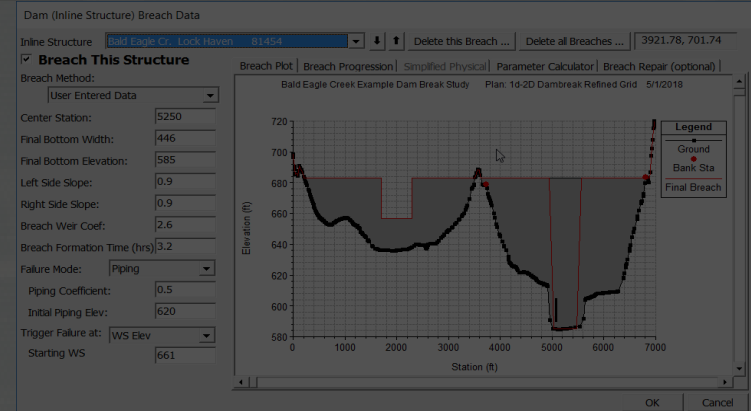 Dam (Inline Structure) Breach Data
Inline Structure Bald Eagle Cr. Lock Haven 81454 Delete this Breach ... Delete all Breaches ... 3921.78, 701.74
Breach This Structure
Breach Method:
User Entered Data
Center Station: 5250
Final Bottom Width: 446
Final Bottom Elevation: 585
Left Side Slope: 0.9
Right Side Slope: 0.9
Breach Weir Coef: 2.6
Breach Formation Time (hrs) 3.2
Failure Mode: Piping
Piping Coefficient: 0.5
Initial Piping Elev: 620
Trigger Failure at: WS Elev
Starting WS 661
Breach Plot Breach Progression Simplified Physical Parameter Calculator Breach Repair (optional)
Bald Eagle Creek Example Dam Break Study Plan: 1d-2D Dambreak Refined Grid 5/1/2018
720
700
680
660
640
620
600
580
Elevation (ft)
0 1000 2000 3000 4000 5000 6000 7000
Station (ft)
Legend
Ground
Bank Sta
Final Breach
OK Cancel